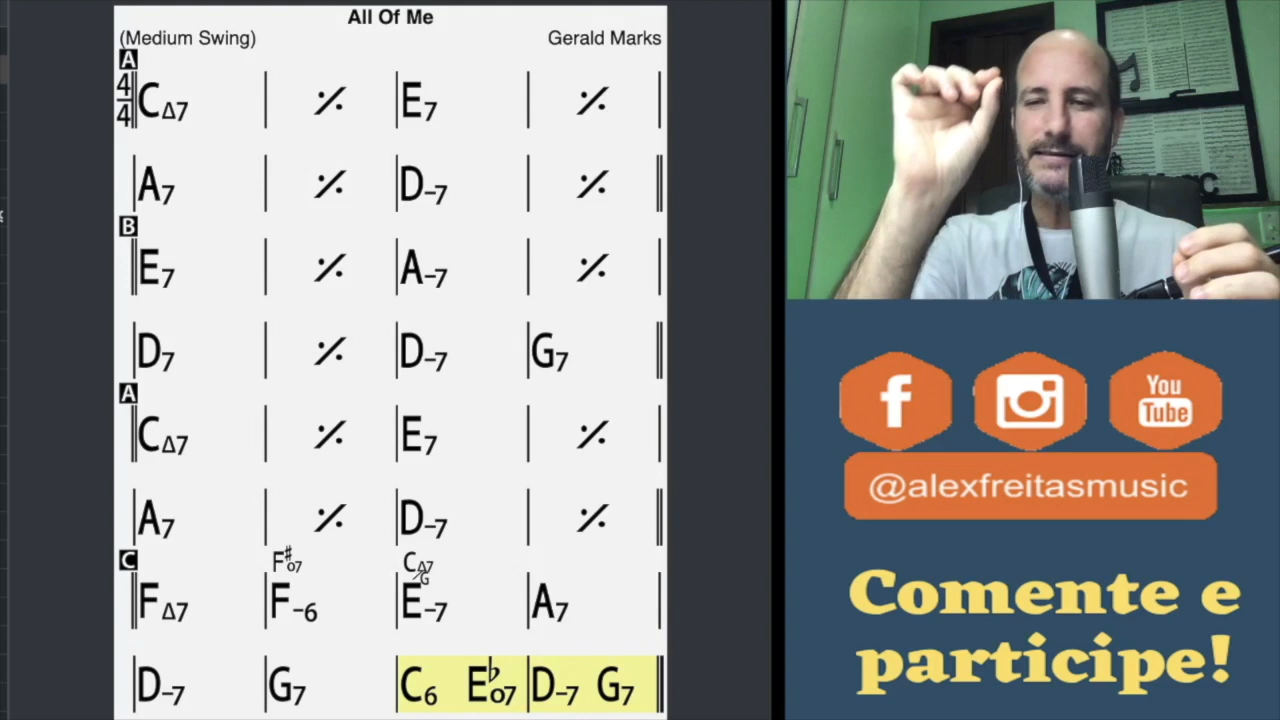 All Of Me
(Medium Swing) Gerald Marks
A
4/4 CΔ7 | 𝄎 | E7 | 𝄎
A7 | 𝄎 | D-7 | 𝄎
B
E7 | 𝄎 | A-7 | 𝄎
D7 | 𝄎 | D-7 | G7
A
CΔ7 | 𝄎 | E7 | 𝄎
A7 | 𝄎 | D-7 | 𝄎
C F♯o7 CΔ7/G
FΔ7 | F-6 | E-7 | A7
D-7 | G7 | C6 E♭o7 | D-7 G7
f
You
Tube
@alexfreitasmusic
Comente e
participe!